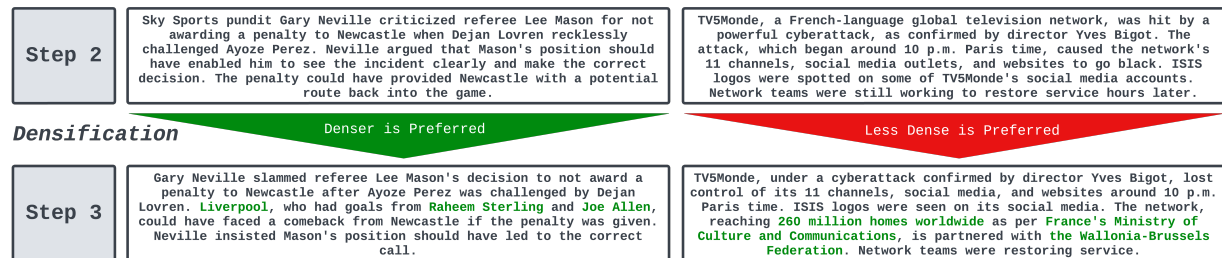 Step 2
Sky Sports pundit Gary Neville criticized referee Lee Mason for not
awarding a penalty to Newcastle when Dejan Lovren recklessly
challenged Ayoze Perez. Neville argued that Mason's position should
have enabled him to see the incident clearly and make the correct
decision. The penalty could have provided Newcastle with a potential
route back into the game.
TV5Monde, a French-language global television network, was hit by a
powerful cyberattack, as confirmed by director Yves Bigot. The
attack, which began around 10 p.m. Paris time, caused the network's
11 channels, social media outlets, and websites to go black. ISIS
logos were spotted on some of TV5Monde's social media accounts.
Network teams were still working to restore service hours later.
Densification
Denser is Preferred
Less Dense is Preferred
Step 3
Gary Neville slammed referee Lee Mason's decision to not award a
penalty to Newcastle after Ayoze Perez was challenged by Dejan
Lovren. Liverpool, who had goals from Raheem Sterling and Joe Allen,
could have faced a comeback from Newcastle if the penalty was given.
Neville insisted Mason's position should have led to the correct
call.
TV5Monde, under a cyberattack confirmed by director Yves Bigot, lost
control of its 11 channels, social media, and websites around 10 p.m.
Paris time. ISIS logos were seen on its social media. The network,
reaching 260 million homes worldwide as per France's Ministry of
Culture and Communications, is partnered with the Wallonia-Brussels
Federation. Network teams were restoring service.